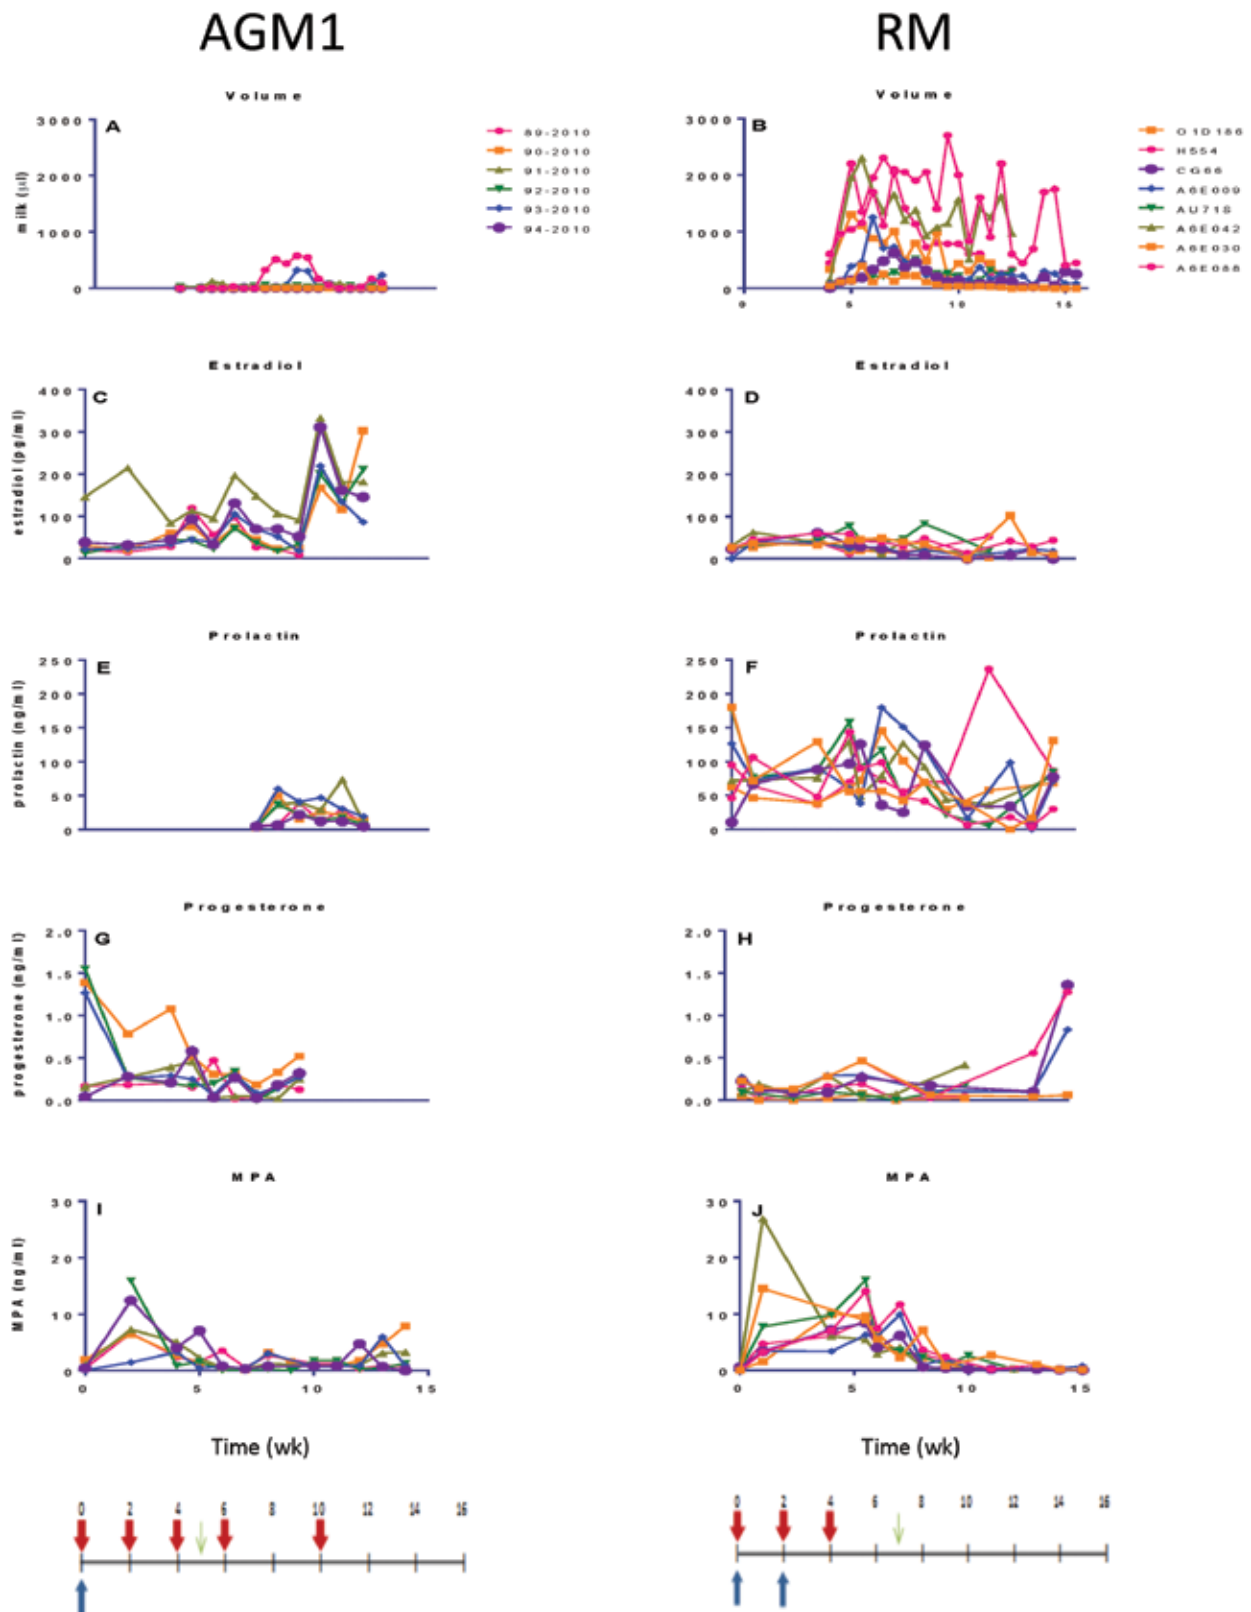 AGM1
RM
Volume
A
milk (µl)
3000
2000
1000
0
89-2010
90-2010
91-2010
92-2010
93-2010
94-2010
Volume
B
3000
2000
1000
0
0 5 10 15
O1D186
H554
CG66
A6E009
AU718
A6E042
A6E030
A6E088
Estradiol
C
estradiol (pg/ml)
400
300
200
100
0
Estradiol
D
400
300
200
100
0
Prolactin
E
prolactin (ng/ml)
250
200
150
100
50
0
Prolactin
F
250
200
150
100
50
0
Progesterone
G
progesterone (ng/ml)
2.0
1.5
1.0
0.5
0.0
Progesterone
H
2.0
1.5
1.0
0.5
0.0
MPA
I
MPA (ng/ml)
30
20
10
0
0 5 10 15
MPA
J
30
20
10
0
0 5 10 15
Time (wk)
Time (wk)
0 2 4 6 8 10 12 14 16
0 2 4 6 8 10 12 14 16